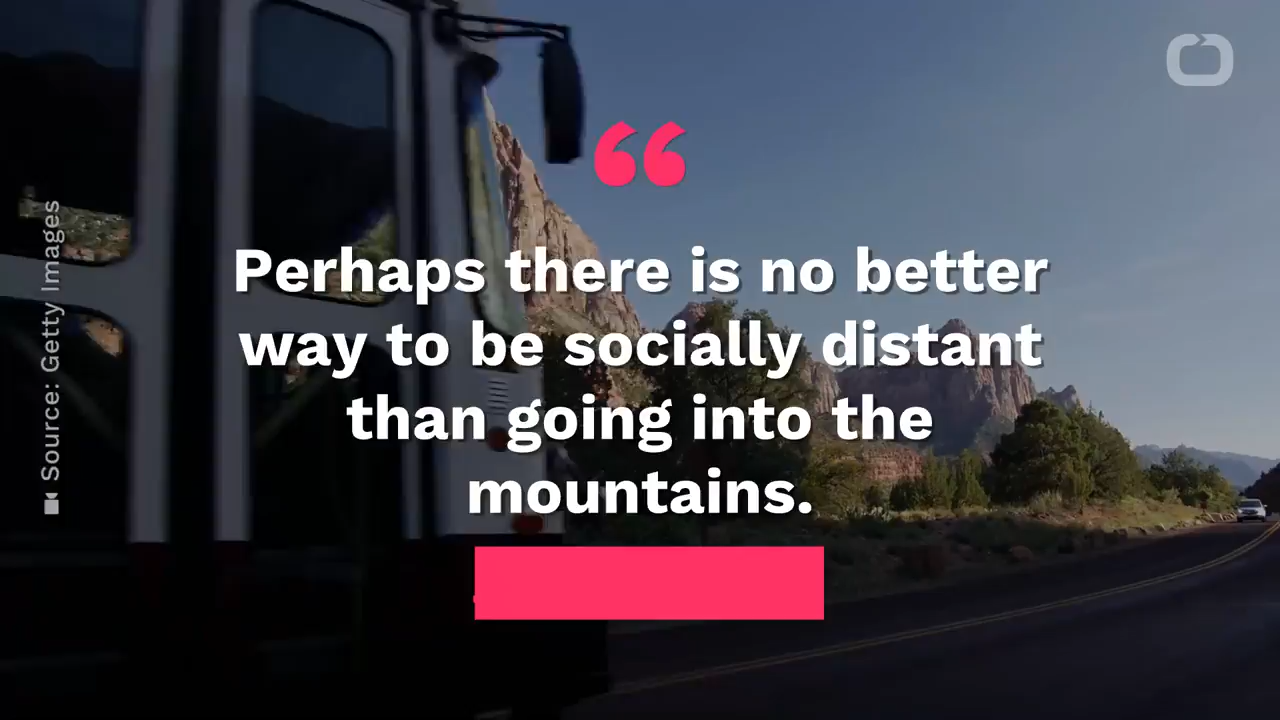 Perhaps there is no better
way to be socially distant
than going into the
mountains.
Source: Getty Images